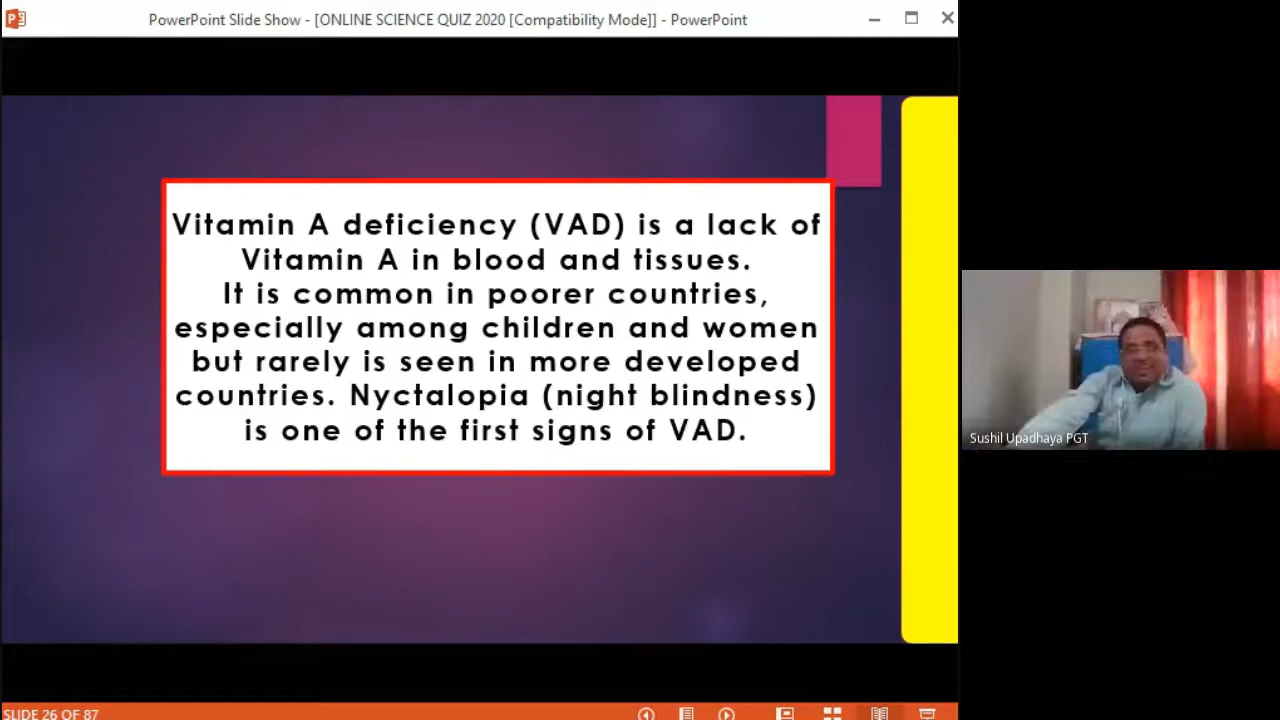 PowerPoint Slide Show - [ONLINE SCIENCE QUIZ 2020 [Compatibility Mode]] - PowerPoint
Vitamin A deficiency (VAD) is a lack of
Vitamin A in blood and tissues.
It is common in poorer countries,
especially among children and women
but rarely is seen in more developed
countries. Nyctalopia (night blindness)
is one of the first signs of VAD.
Sushil Upadhaya PGT
SLIDE 26 OF 87